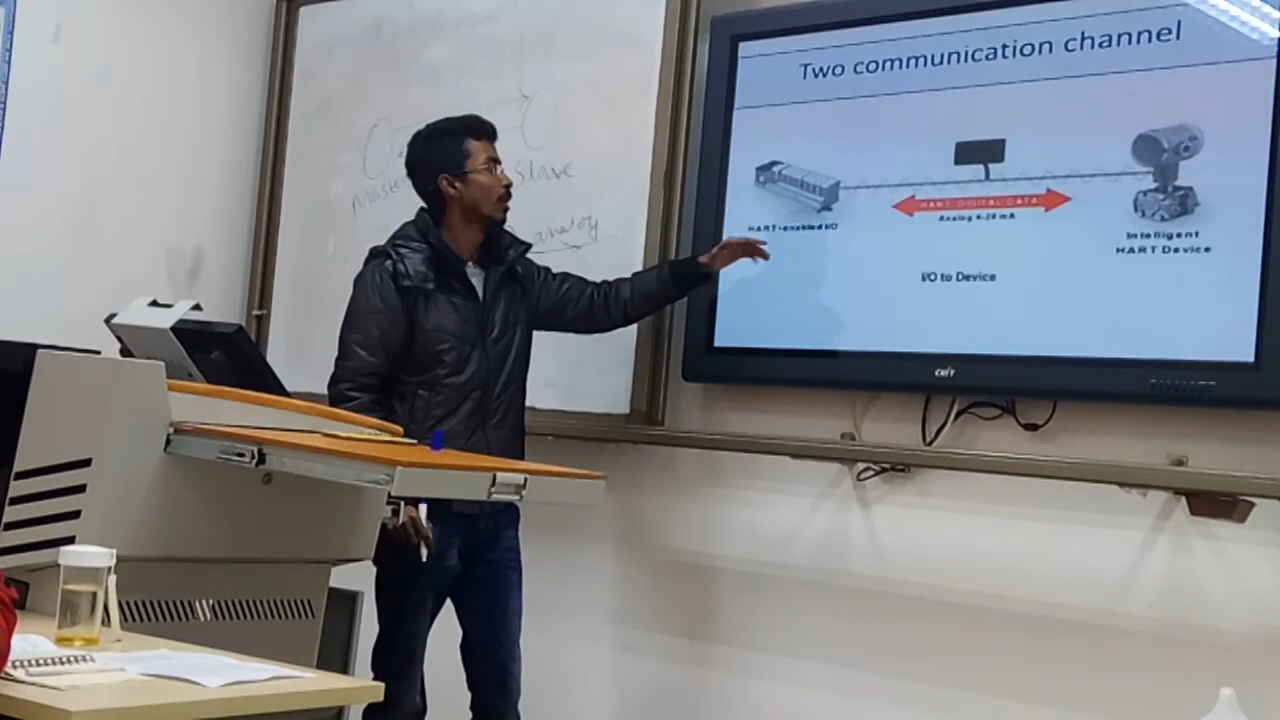 Slave
analog
Two communication channel
HART DIGITAL DATA
Analog 4-20 mA
HART-enabled I/O
Intelligent
HART Device
I/O to Device